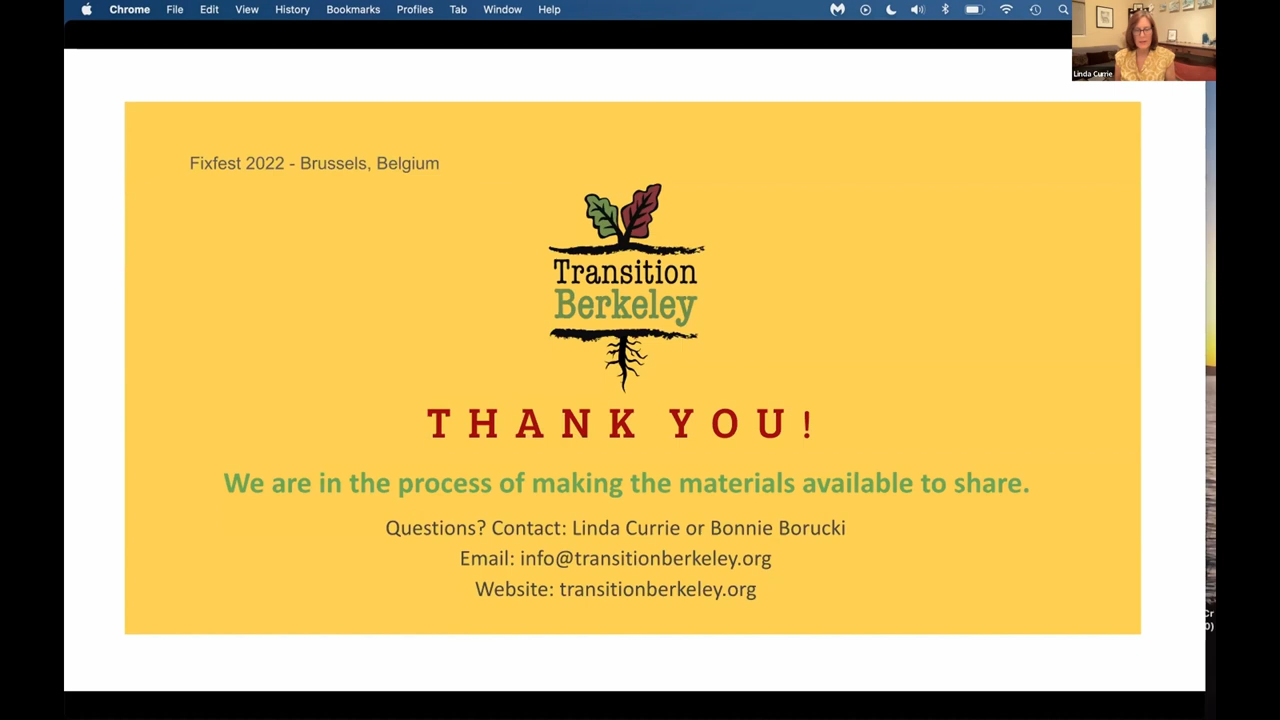 Chrome File Edit View History Bookmarks Profiles Tab Window Help
Linda Currie
Fixfest 2022 - Brussels, Belgium
Transition
Berkeley
THANK YOU!
We are in the process of making the materials available to share.
Questions? Contact: Linda Currie or Bonnie Borucki
Email: info@transitionberkeley.org
Website: transitionberkeley.org